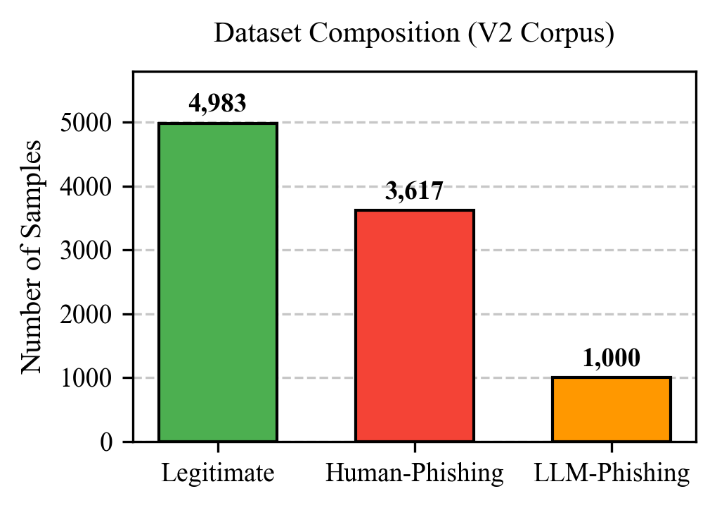 Dataset Composition (V2 Corpus)
Number of Samples
5000
4000
3000
2000
1000
0
4,983
3,617
1,000
Legitimate
Human-Phishing
LLM-Phishing